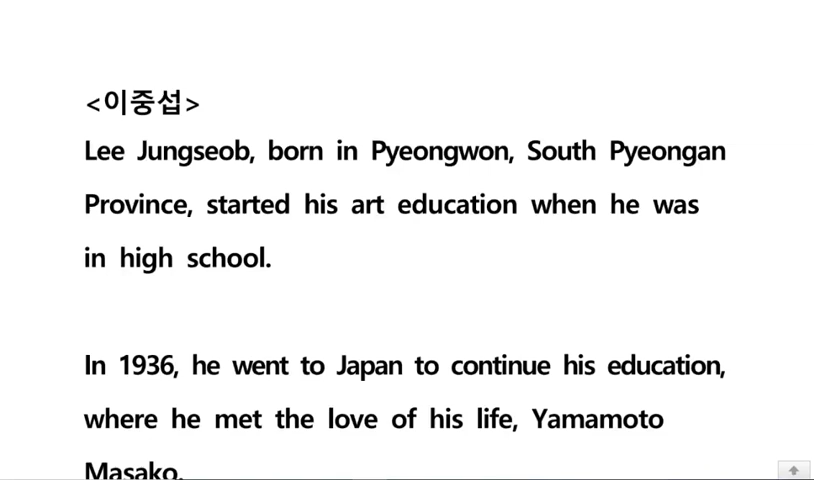 <이중섭>
Lee Jungseob, born in Pyeongwon, South Pyeongan
Province, started his art education when he was
in high school.
In 1936, he went to Japan to continue his education,
where he met the love of his life, Yamamoto
Masako.